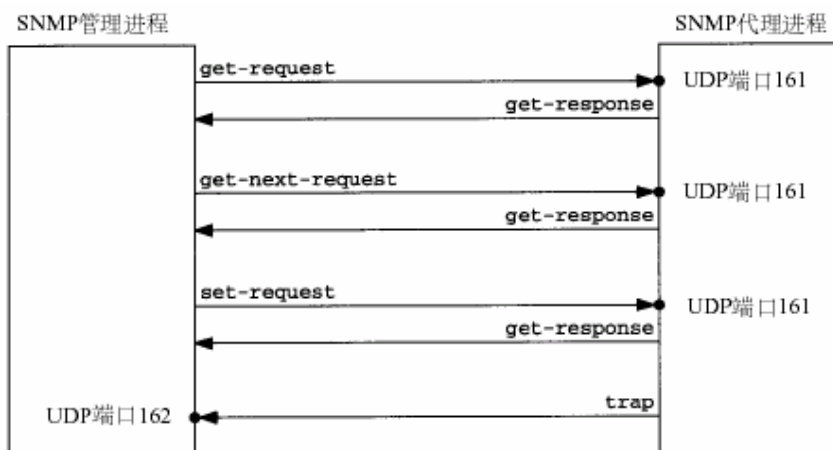 SNMP管理进程
SNMP代理进程
get-request
UDP端口161
get-response
get-next-request
UDP端口161
get-response
set-request
UDP端口161
get-response
trap
UDP端口162